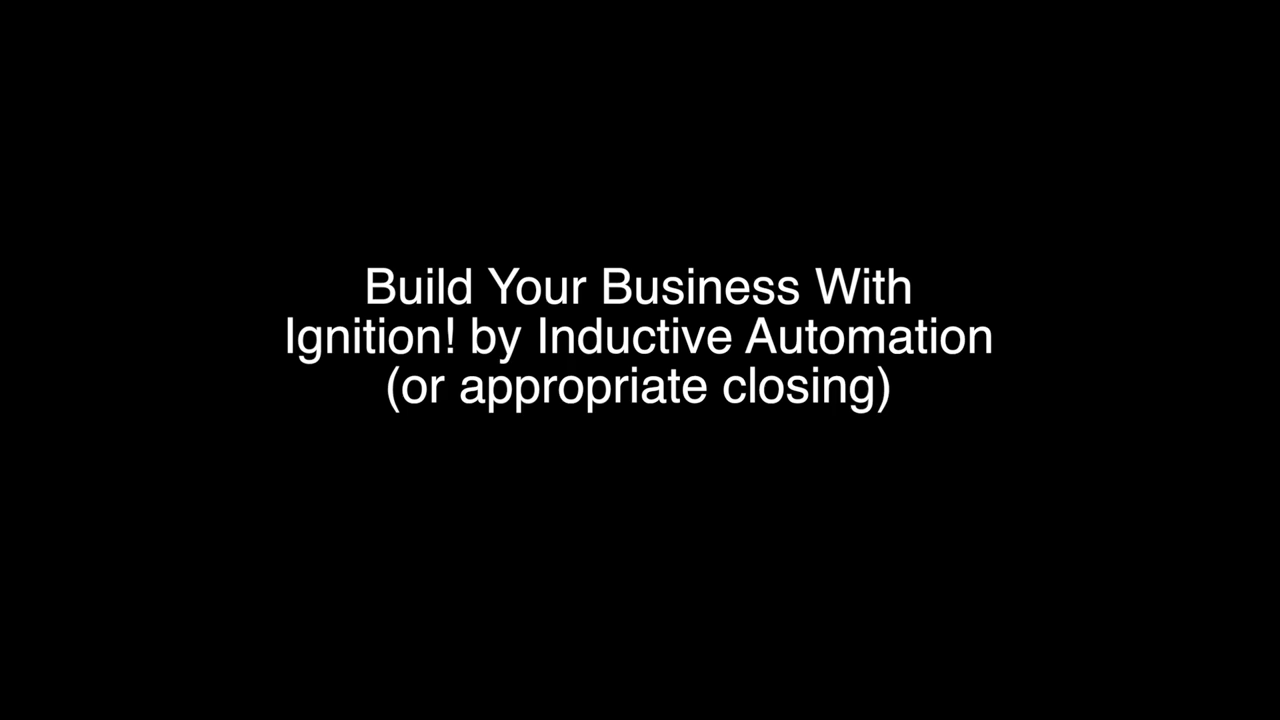 Build Your Business With
Ignition! by Inductive Automation
(or appropriate closing)